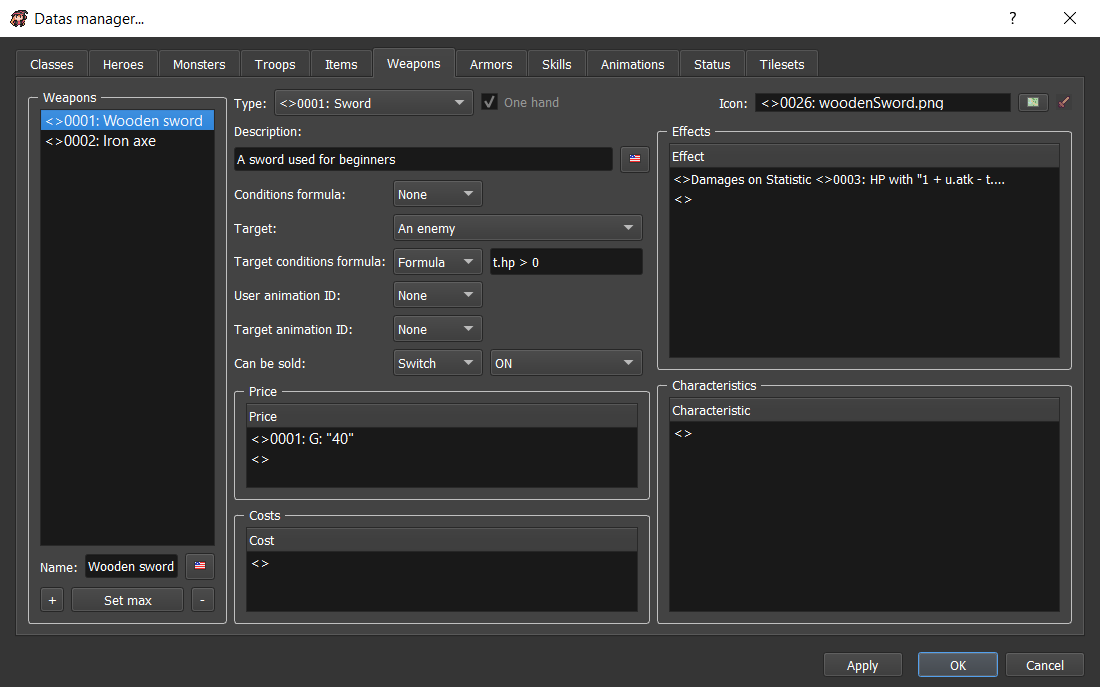 Datas manager...
?
Classes
Heroes
Monsters
Troops
Items
Weapons
Armors
Skills
Animations
Status
Tilesets
Weapons
<>0001: Wooden sword
<>0002: Iron axe
Name:
Wooden sword
+
Set max
-
Type:
<>0001: Sword
One hand
Icon:
<>0026: woodenSword.png
Description:
A sword used for beginners
Conditions formula:
None
Target:
An enemy
Target conditions formula:
Formula
t.hp > 0
User animation ID:
None
Target animation ID:
None
Can be sold:
Switch
ON
Price
Price
<>0001: G: "40"
<>
Costs
Cost
<>
Effects
Effect
<>Damages on Statistic <>0003: HP with "1 + u.atk - t....
<>
Characteristics
Characteristic
<>
Apply
OK
Cancel